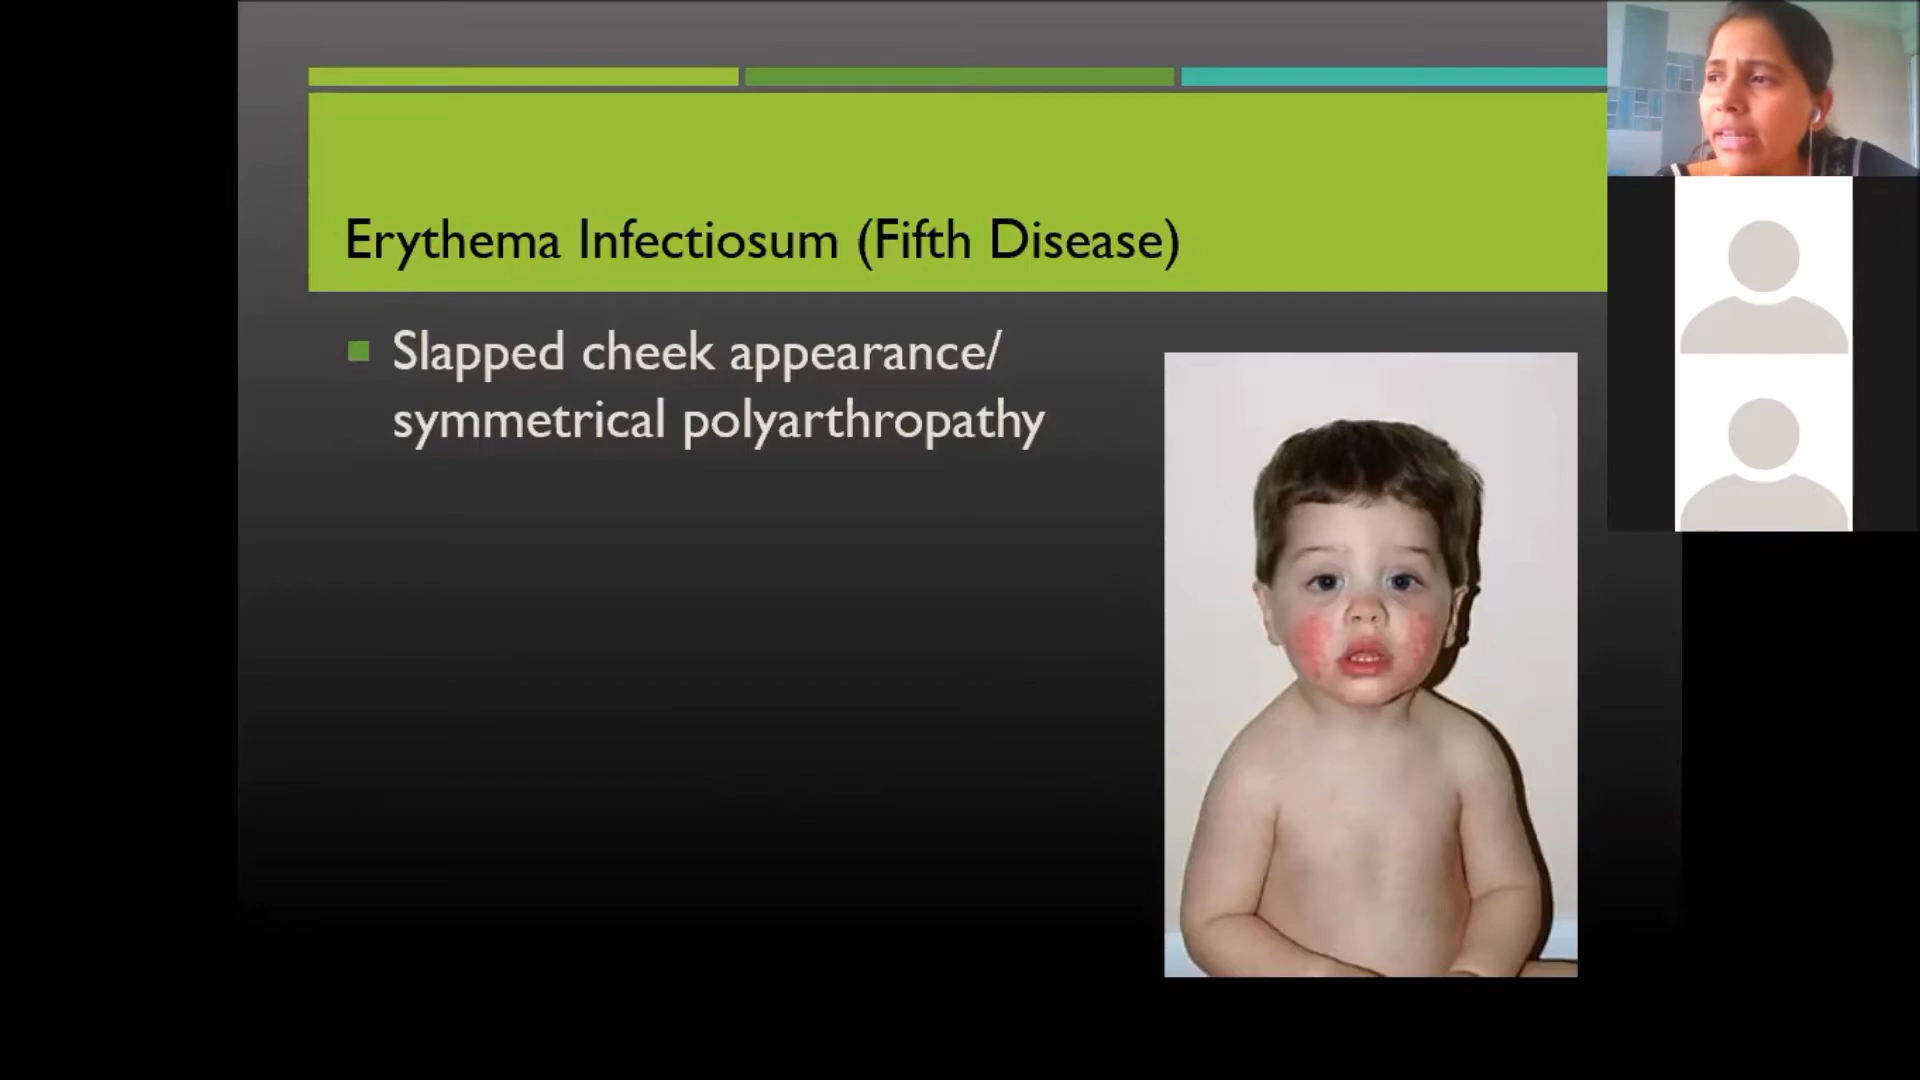 Erythema Infectiosum (Fifth Disease)
Slapped cheek appearance/
symmetrical polyarthropathy